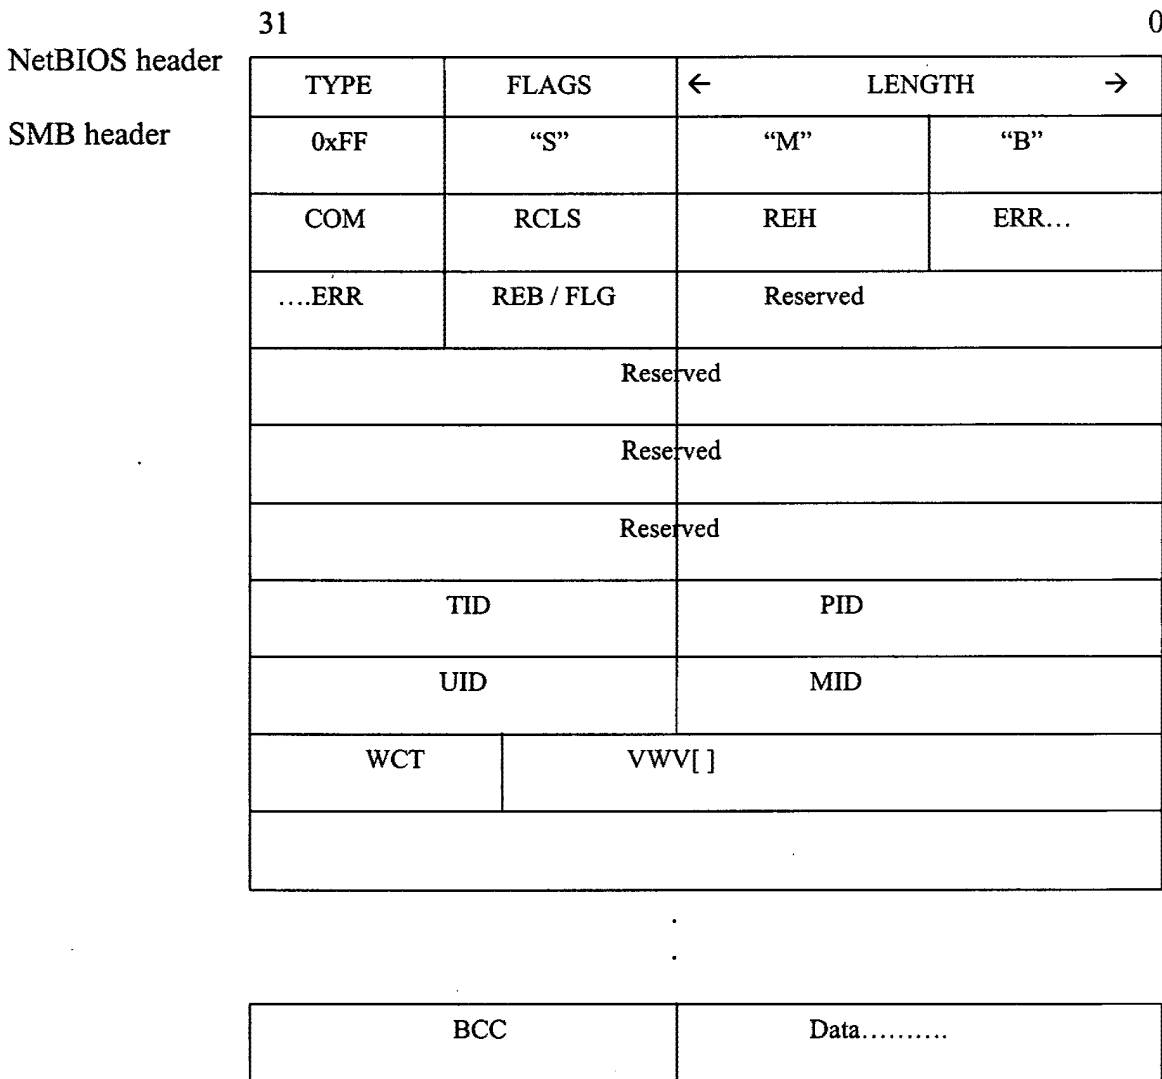 31 0
NetBIOS header
TYPE FLAGS ← LENGTH →
SMB header
0xFF “S” “M” “B”
COM RCLS REH ERR...
....ERR REB / FLG Reserved
Reserved
Reserved
Reserved
TID PID
UID MID
WCT VWV[ ]
.
.
BCC Data..........